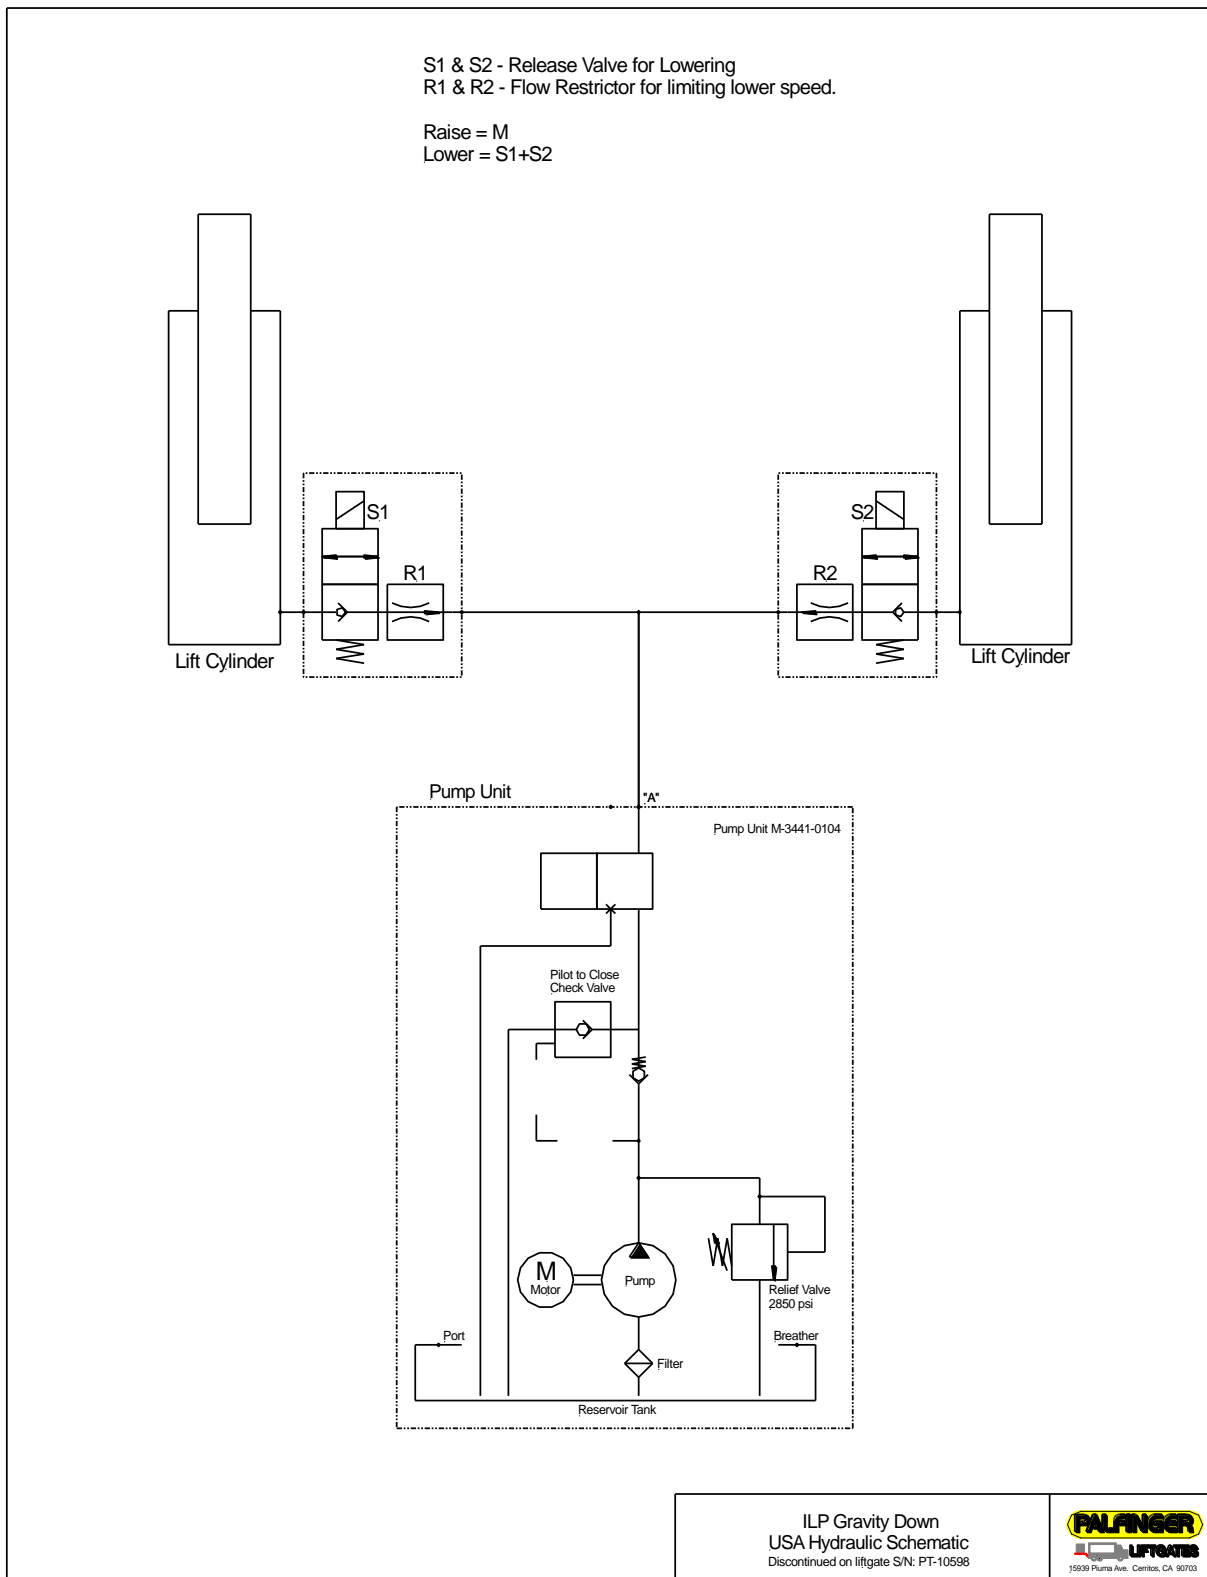 S1 & S2 - Release Valve for Lowering
R1 & R2 - Flow Restrictor for limiting lower speed.
Raise = M
Lower = S1+S2
S1
S2
R1
R2
Lift Cylinder
Lift Cylinder
Pump Unit
"A"
Pump Unit M-3441-0104
Pilot to Close
Check Valve
M
Motor
Pump
Relief Valve
2850 psi
Port
Breather
Filter
Reservoir Tank
ILP Gravity Down
USA Hydraulic Schematic
Discontinued on liftgate S/N: PT-10598
PALFINGER
LIFTGATES
15939 Piuma Ave. Cerritos, CA 90703